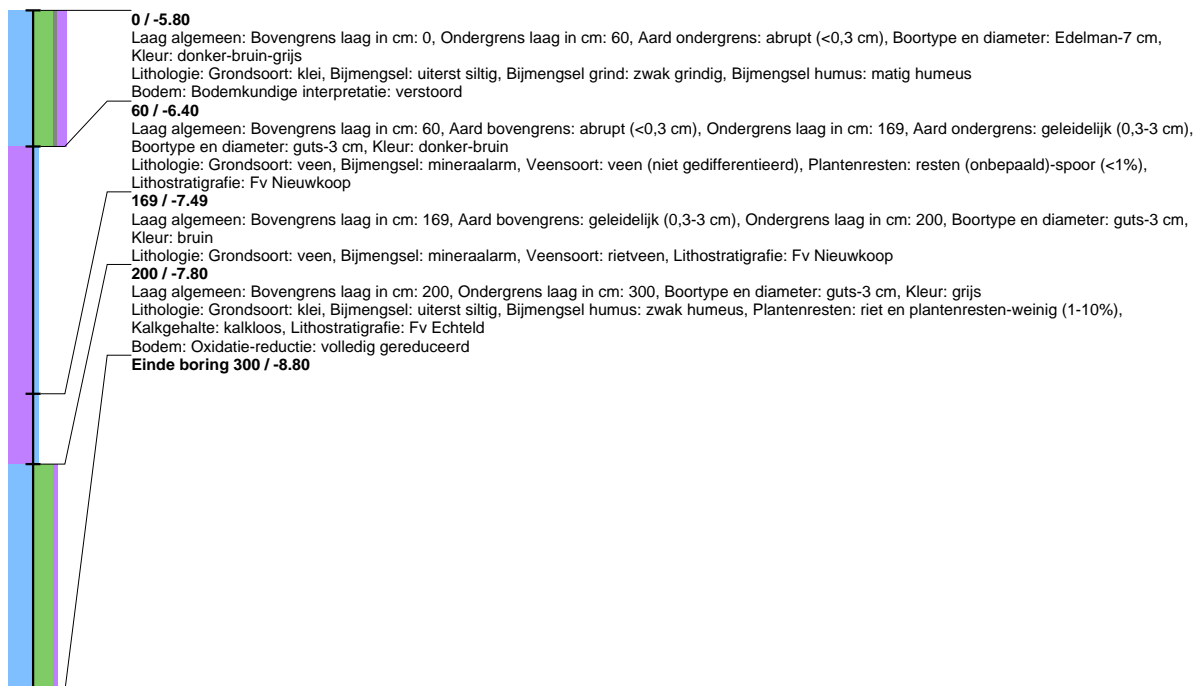 0 / -5.80
Laag algemeen: Bovengrens laag in cm: 0, Ondergrens laag in cm: 60, Aard ondergrens: abrupt (<0,3 cm), Boortype en diameter: Edelman-7 cm,
Kleur: donker-bruin-grijs
Lithologie: Grondsoort: klei, Bijmengsel: uiterst siltig, Bijmengsel grind: zwak grindig, Bijmengsel humus: matig humeus
Bodem: Bodemkundige interpretatie: verstoord
60 / -6.40
Laag algemeen: Bovengrens laag in cm: 60, Aard bovengrens: abrupt (<0,3 cm), Ondergrens laag in cm: 169, Aard ondergrens: geleidelijk (0,3-3 cm),
Boortype en diameter: guts-3 cm, Kleur: donker-bruin
Lithologie: Grondsoort: veen, Bijmengsel: mineraalarm, Veensoort: veen (niet gedifferentieerd), Plantenresten: resten (onbepaald)-spoor (<1%),
Lithostratigrafie: Fv Nieuwkoop
169 / -7.49
Laag algemeen: Bovengrens laag in cm: 169, Aard bovengrens: geleidelijk (0,3-3 cm), Ondergrens laag in cm: 200, Boortype en diameter: guts-3 cm,
Kleur: bruin
Lithologie: Grondsoort: veen, Bijmengsel: mineraalarm, Veensoort: rietveen, Lithostratigrafie: Fv Nieuwkoop
200 / -7.80
Laag algemeen: Bovengrens laag in cm: 200, Ondergrens laag in cm: 300, Boortype en diameter: guts-3 cm, Kleur: grijs
Lithologie: Grondsoort: klei, Bijmengsel: uiterst siltig, Bijmengsel humus: zwak humeus, Plantenresten: riet en plantenresten-weinig (1-10%),
Kalkgehalte: kalkloos, Lithostratigrafie: Fv Echteld
Bodem: Oxidatie-reductie: volledig gereduceerd
Einde boring 300 / -8.80